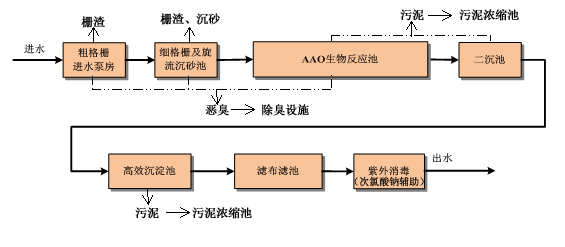 栅渣
栅渣、沉砂
污泥
污泥浓缩池
进水
粗格栅
进水泵房
细格栅及旋
流沉砂池
AAO生物反应池
二沉池
恶臭
除臭设施
高效沉淀池
滤布滤池
紫外消毒
(次氯酸钠辅助)
出水
污泥
污泥浓缩池